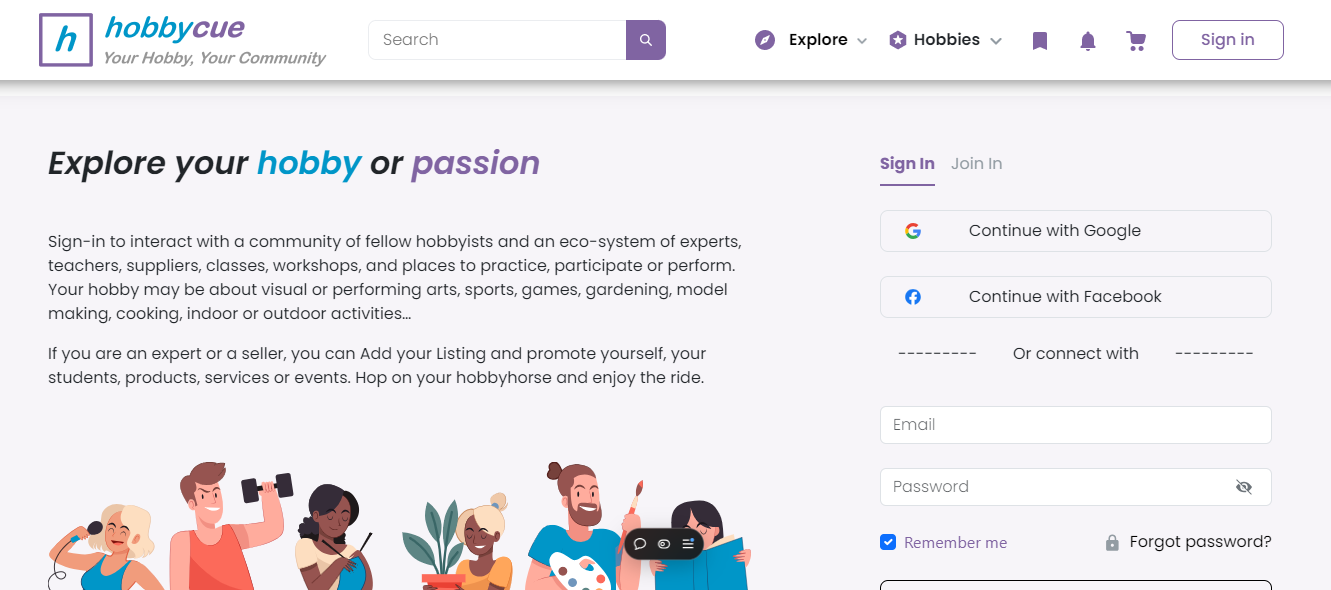 h
hobbycue
Your Hobby, Your Community
Search
Explore
Hobbies
Sign in
Explore your hobby or passion
Sign-in to interact with a community of fellow hobbyists and an eco-system of experts,
teachers, suppliers, classes, workshops, and places to practice, participate or perform.
Your hobby may be about visual or performing arts, sports, games, gardening, model
making, cooking, indoor or outdoor activities...
If you are an expert or a seller, you can Add your Listing and promote yourself, your
students, products, services or events. Hop on your hobbyhorse and enjoy the ride.
Sign In
Join In
Continue with Google
Continue with Facebook
--------- Or connect with ---------
Email
Password
Remember me
Forgot password?